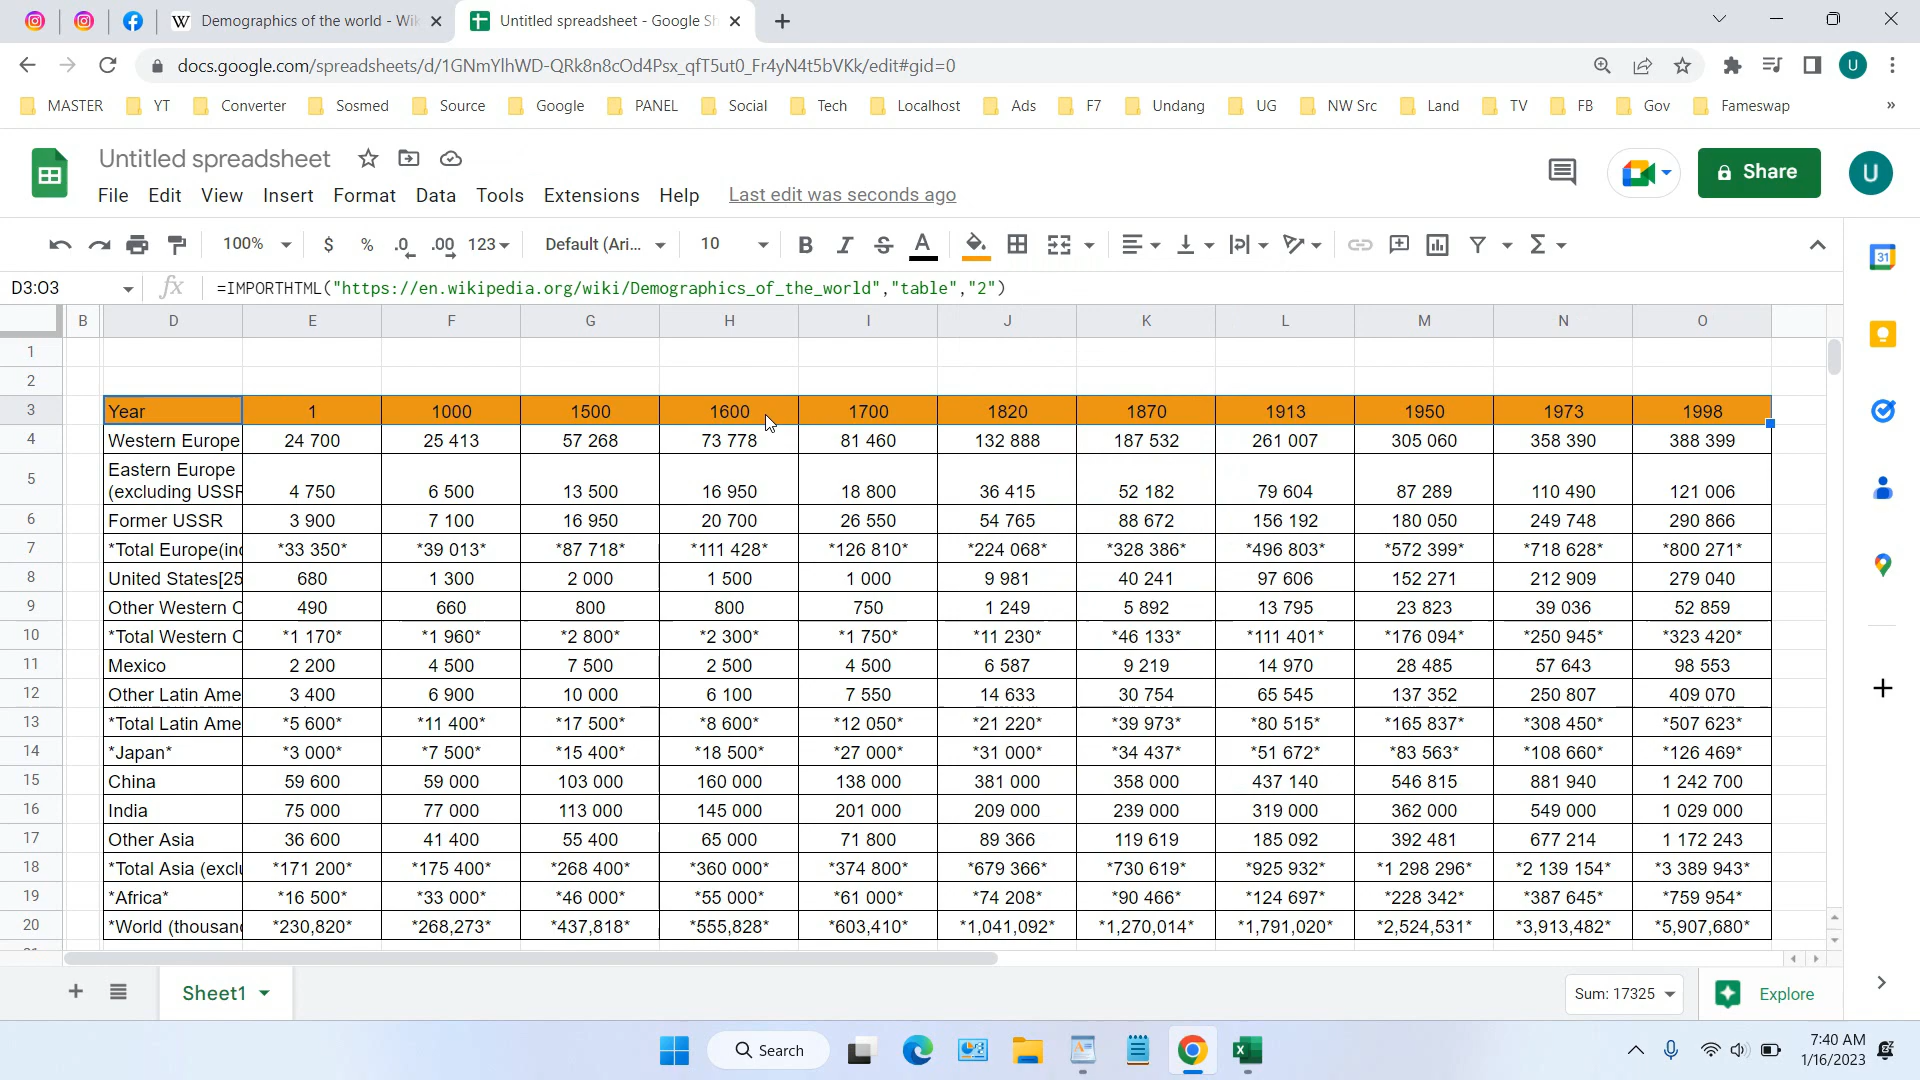 Demographics of the world - Wik
Untitled spreadsheet - Google Sh
docs.google.com/spreadsheets/d/1GNmYlhWD-QRk8n8cOd4Psx_qfT5ut0_Fr4yN4t5bVKk/edit#gid=0
U
MASTER YT Converter Sosmed Source Google PANEL Social Tech Localhost Ads F7 Undang UG NW Src Land TV FB Gov Fameswap »
Untitled spreadsheet
Share
U
File Edit View Insert Format Data Tools Extensions Help Last edit was seconds ago
100% $ % .0 .00 123 Default (Ari... 10 B I S A Σ
31
D3:O3 fx =IMPORTHTML("https://en.wikipedia.org/wiki/Demographics_of_the_world","table","2")
B D E F G H I J K L M N O
1
2
3 Year 1 1000 1500 1600 1700 1820 1870 1913 1950 1973 1998
4 Western Europe 24 700 25 413 57 268 73 778 81 460 132 888 187 532 261 007 305 060 358 390 388 399
Eastern Europe
5 (excluding USSR 4 750 6 500 13 500 16 950 18 800 36 415 52 182 79 604 87 289 110 490 121 006
6 Former USSR 3 900 7 100 16 950 20 700 26 550 54 765 88 672 156 192 180 050 249 748 290 866
7 *Total Europe(inc *33 350* *39 013* *87 718* *111 428* *126 810* *224 068* *328 386* *496 803* *572 399* *718 628* *800 271*
8 United States[25 680 1 300 2 000 1 500 1 000 9 981 40 241 97 606 152 271 212 909 279 040
9 Other Western O 490 660 800 800 750 1 249 5 892 13 795 23 823 39 036 52 859
10 *Total Western O *1 170* *1 960* *2 800* *2 300* *1 750* *11 230* *46 133* *111 401* *176 094* *250 945* *323 420*
11 Mexico 2 200 4 500 7 500 2 500 4 500 6 587 9 219 14 970 28 485 57 643 98 553
12 Other Latin Ame 3 400 6 900 10 000 6 100 7 550 14 633 30 754 65 545 137 352 250 807 409 070
13 *Total Latin Ame *5 600* *11 400* *17 500* *8 600* *12 050* *21 220* *39 973* *80 515* *165 837* *308 450* *507 623*
14 *Japan* *3 000* *7 500* *15 400* *18 500* *27 000* *31 000* *34 437* *51 672* *83 563* *108 660* *126 469*
15 China 59 600 59 000 103 000 160 000 138 000 381 000 358 000 437 140 546 815 881 940 1 242 700
16 India 75 000 77 000 113 000 145 000 201 000 209 000 239 000 319 000 362 000 549 000 1 029 000
17 Other Asia 36 600 41 400 55 400 65 000 71 800 89 366 119 619 185 092 392 481 677 214 1 172 243
18 *Total Asia (exclu *171 200* *175 400* *268 400* *360 000* *374 800* *679 366* *730 619* *925 932* *1 298 296* *2 139 154* *3 389 943*
19 *Africa* *16 500* *33 000* *46 000* *55 000* *61 000* *74 208* *90 466* *124 697* *228 342* *387 645* *759 954*
20 *World (thousand *230,820* *268,273* *437,818* *555,828* *603,410* *1,041,092* *1,270,014* *1,791,020* *2,524,531* *3,913,482* *5,907,680*
Sheet1 Sum: 17325 Explore
Search
7:40 AM
1/16/2023